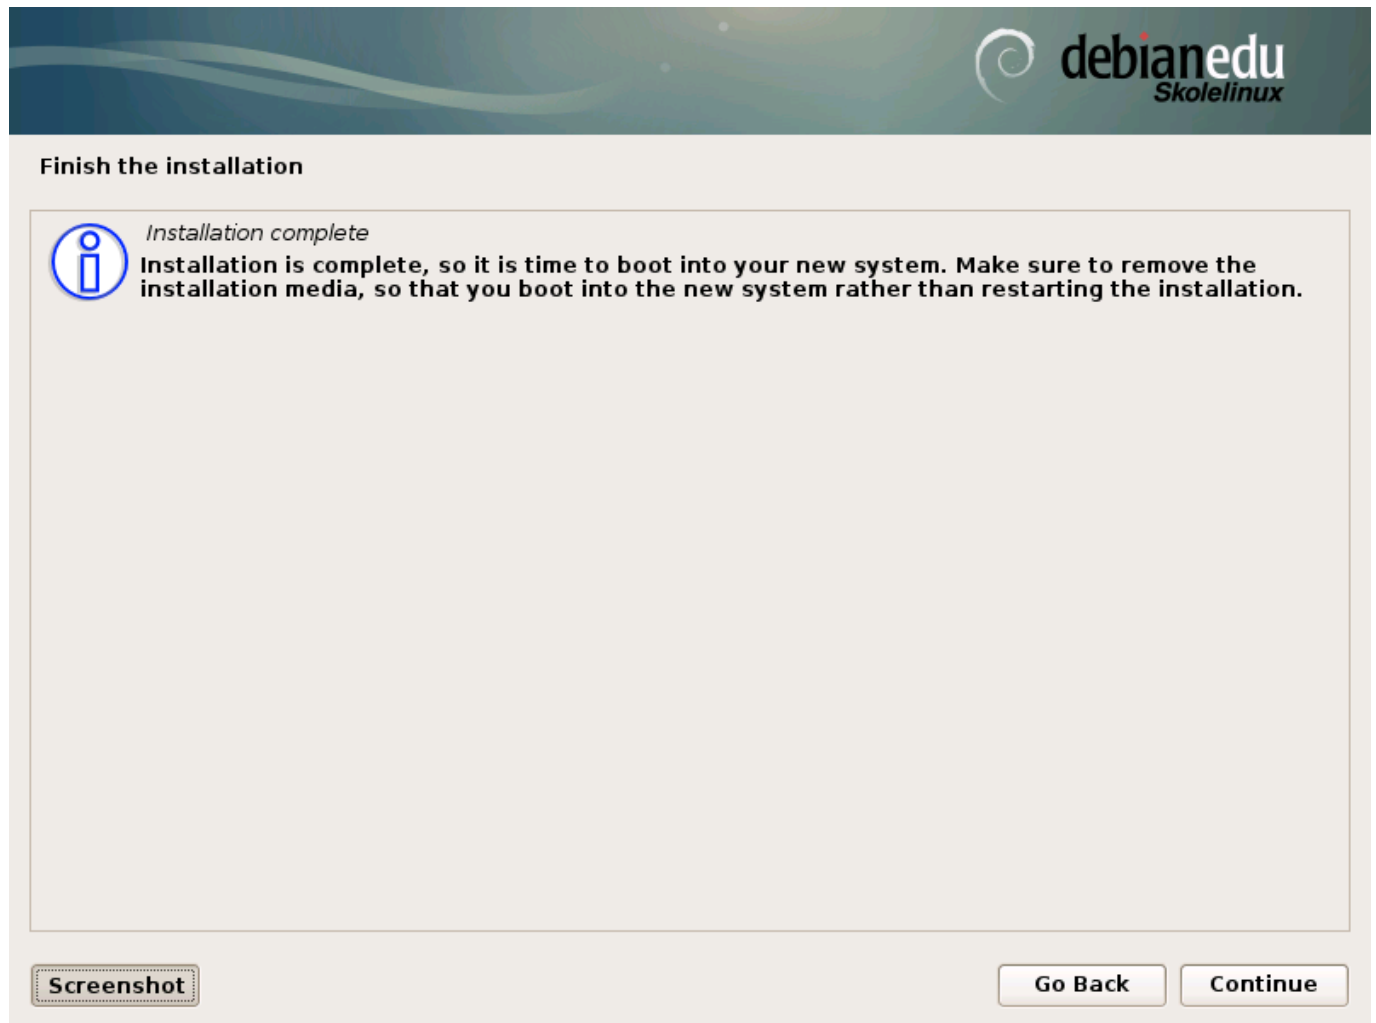 debianedu
Skolelinux
Finish the installation
Installation complete
Installation is complete, so it is time to boot into your new system. Make sure to remove the
installation media, so that you boot into the new system rather than restarting the installation.
Screenshot
Go Back
Continue